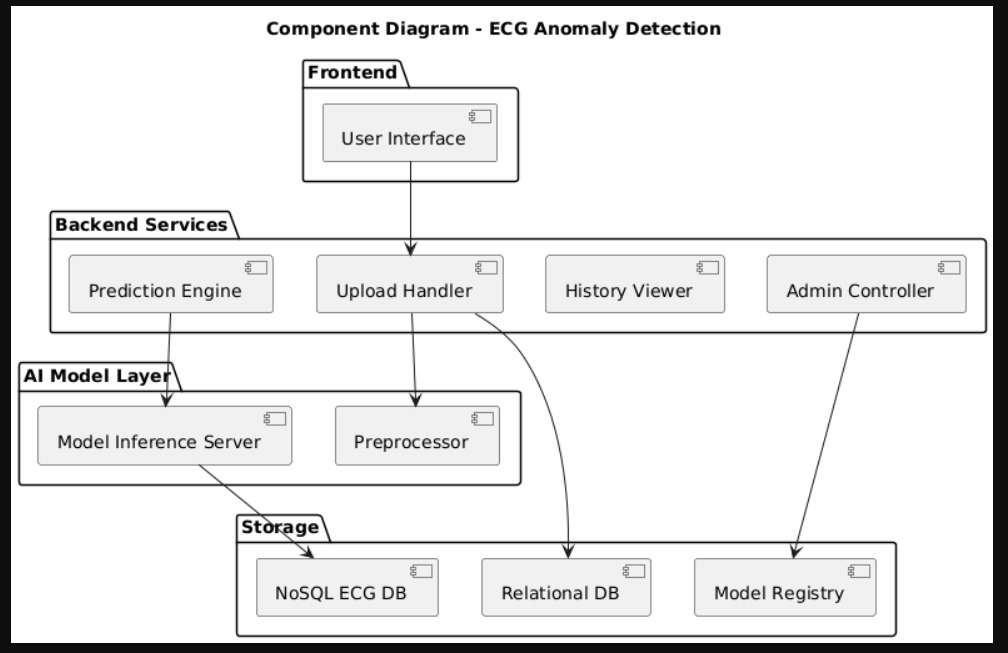 Component Diagram - ECG Anomaly Detection
Frontend
User Interface
Backend Services
Prediction Engine
Upload Handler
History Viewer
Admin Controller
AI Model Layer
Model Inference Server
Preprocessor
Storage
NoSQL ECG DB
Relational DB
Model Registry